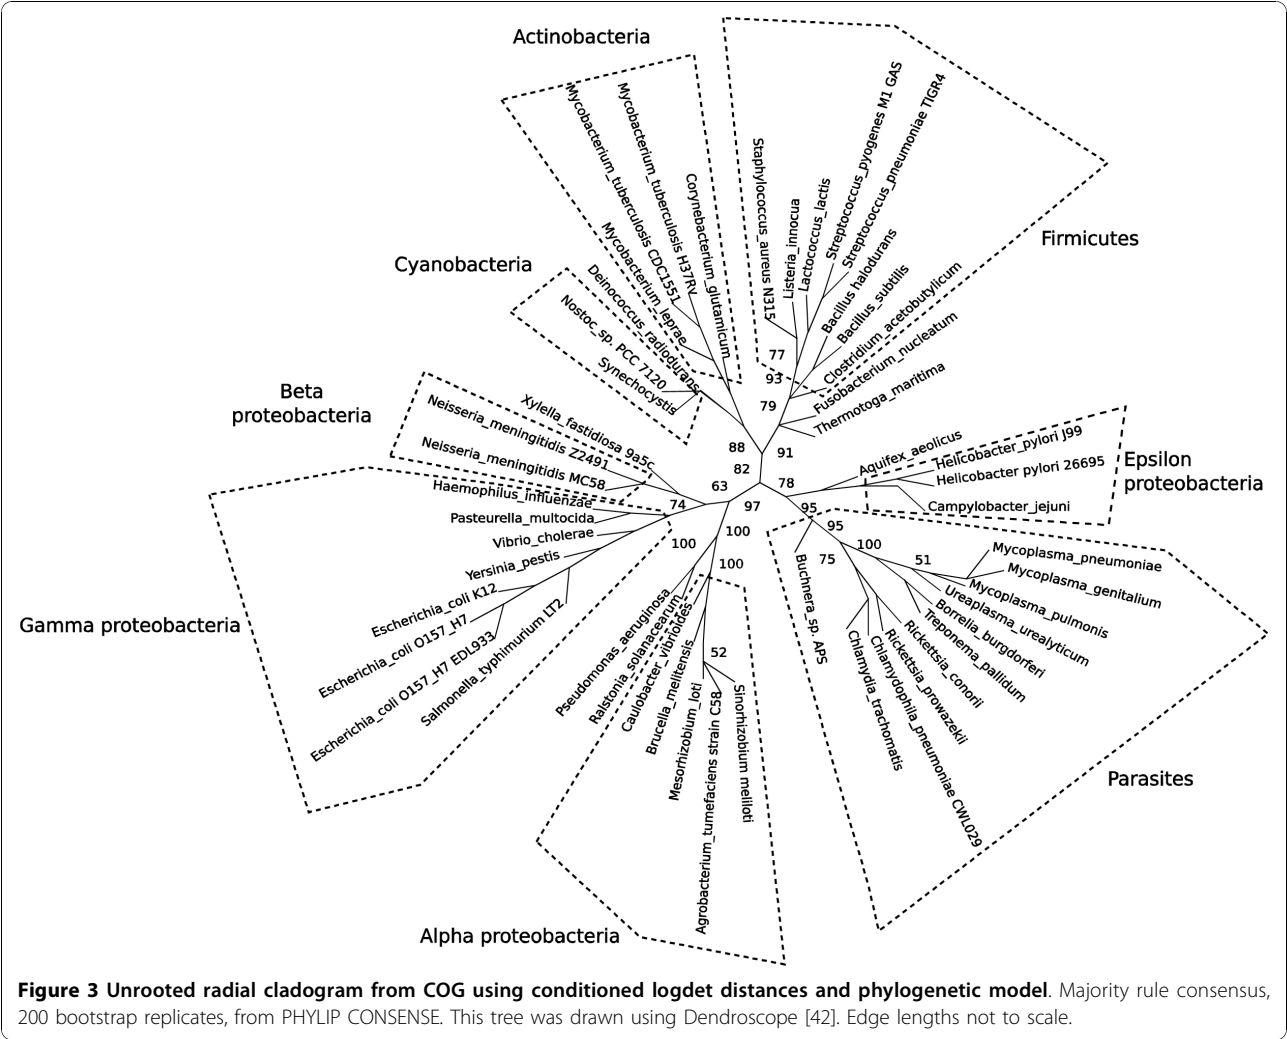 Actinobacteria
Mycobacterium_tuberculosis CDC1551
Mycobacterium_tuberculosis H37Rv
Corynebacterium_glutamicum
Mycobacterium_leprae
Staphylococcus_aureus N315
Listeria_innocua
Lactococcus_lactis
Streptococcus_pyogenes M1 GAS
Streptococcus_pneumoniae TIGR4
Bacillus halodurans
Bacillus_subtilis
Clostridium_acetobutylicum
Firmicutes
Fusobacterium_nucleatum
Thermotoga_maritima
Cyanobacteria
Deinococcus_radiodurans
Nostoc_sp. PCC 7120
Synechocystis
77
93
79
88
91
82
63
78
97
Beta
proteobacteria
Xylella_fastidiosa 9a5c
Neisseria_meningitidis Z2491
Neisseria_meningitidis MC58
Aquifex_aeolicus
Helicobacter_pylori J99
Helicobacter pylori 26695
Campylobacter_jejuni
Epsilon
proteobacteria
Haemophilus_influenzae
Pasteurella_multocida
Vibrio_cholerae
Yersinia_pestis
Escherichia_coli K12
Escherichia_coli O157_H7
Escherichia_coli O157_H7 EDL933
Salmonella_typhimurium LT2
Gamma proteobacteria
74
100
100
100
95
95
75
100
51
52
Buchnera_sp. APS
Mycoplasma_pneumoniae
Mycoplasma_genitalium
Mycoplasma_pulmonis
Ureaplasma_urealyticum
Borrelia_burgdorferi
Treponema_pallidum
Rickettsia_conorii
Rickettsia_prowazekii
Chlamydophila_pneumoniae CWL029
Chlamydia_trachomatis
Parasites
Pseudomonas_aeruginosa
Ralstonia_solanacearum
Caulobacter_vibrioides
Brucella_melitensis
Mesorhizobium_loti
Agrobacterium_tumefaciens strain C58
Sinorhizobium meliloti
Alpha proteobacteria
Figure 3 Unrooted radial cladogram from COG using conditioned logdet distances and phylogenetic model. Majority rule consensus,
200 bootstrap replicates, from PHYLIP CONSENSE. This tree was drawn using Dendroscope [42]. Edge lengths not to scale.